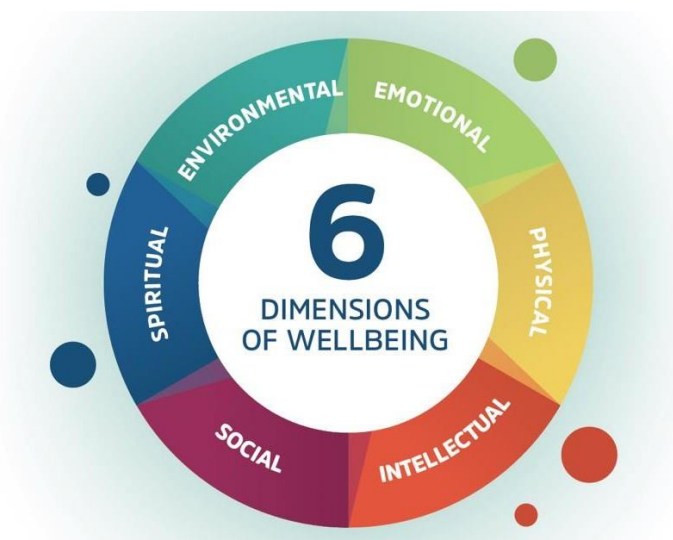 6
DIMENSIONS
OF WELLBEING
EMOTIONAL
PHYSICAL
INTELLECTUAL
SOCIAL
SPIRITUAL
ENVIRONMENTAL